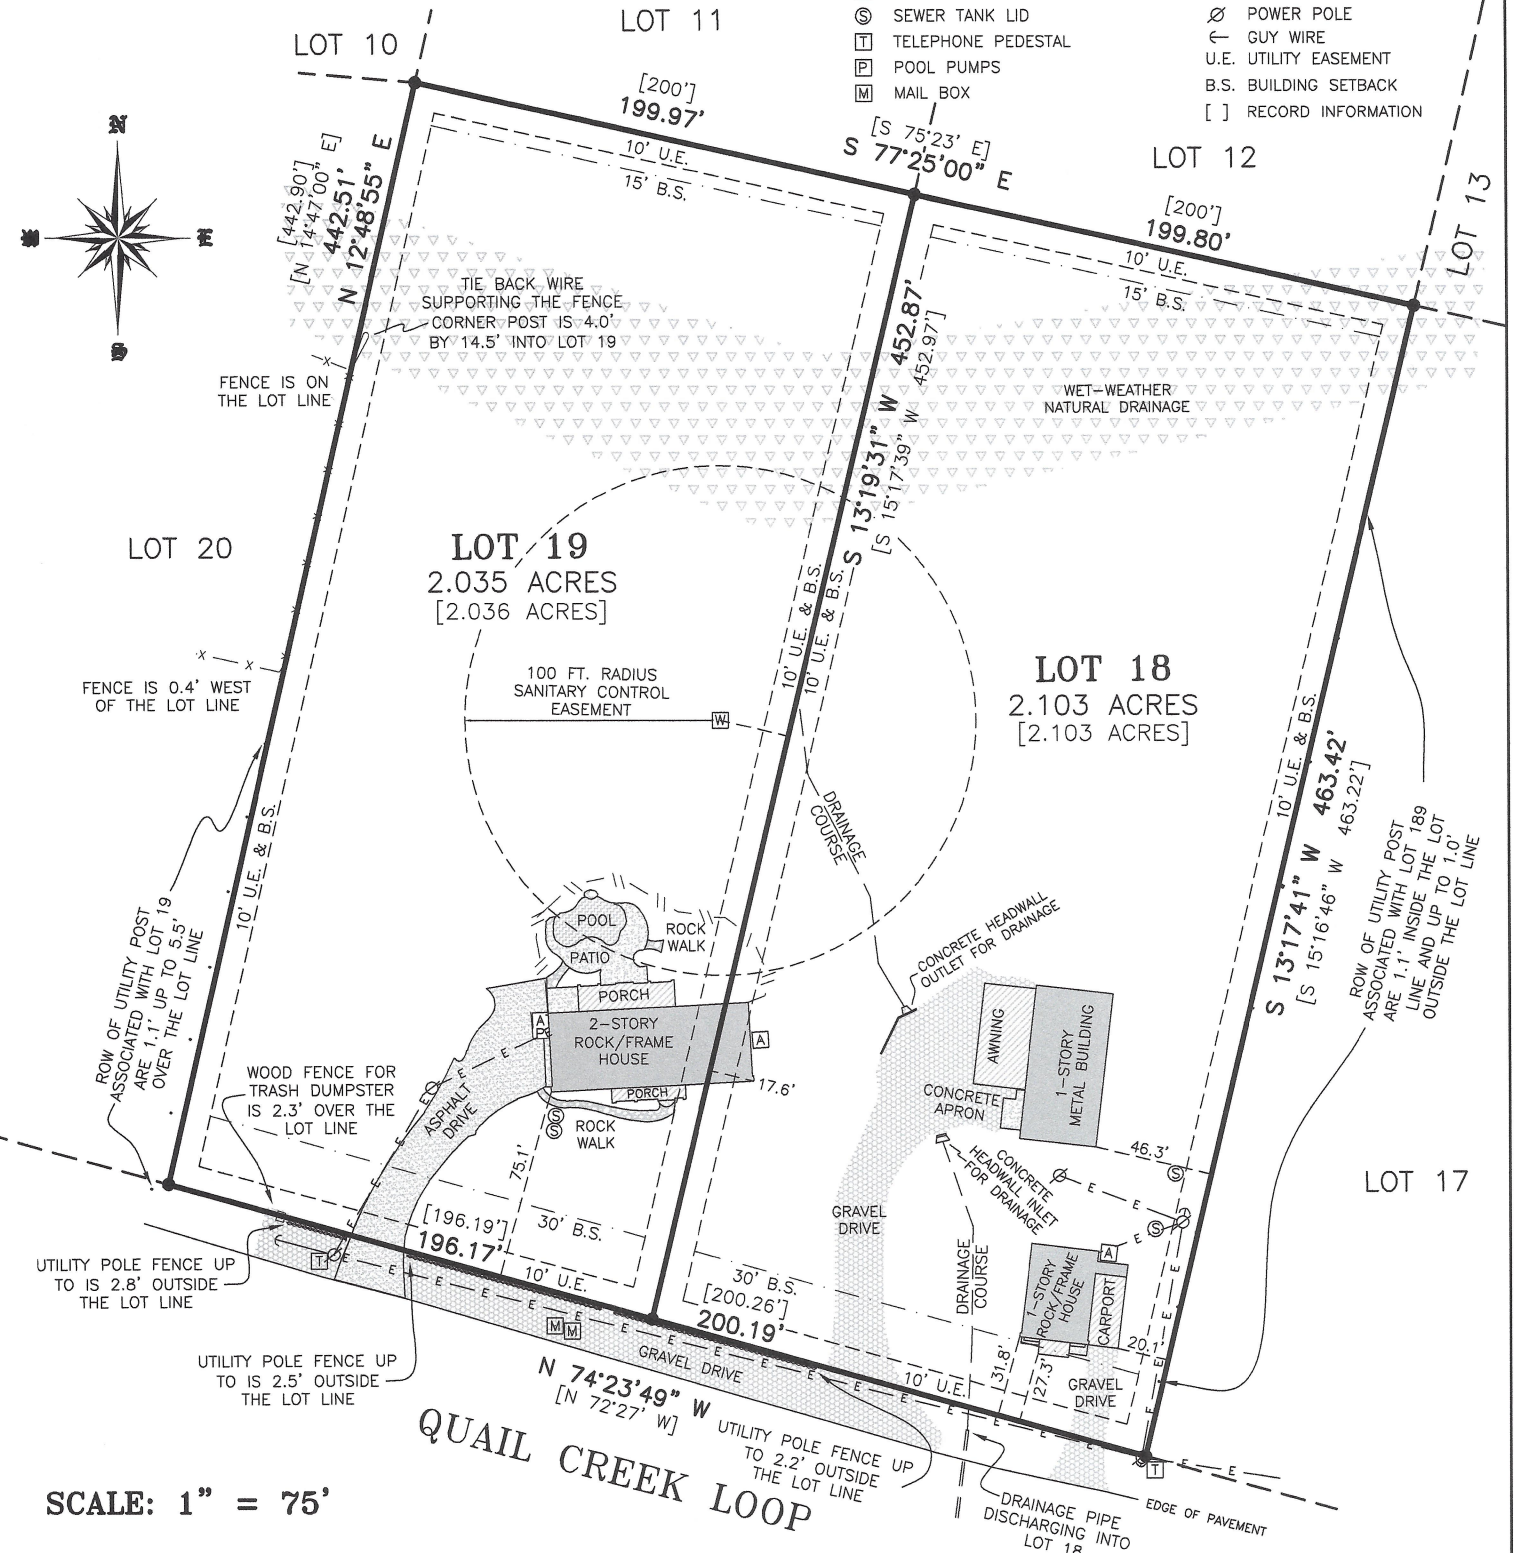 LOT 10
LOT 11
Ⓢ SEWER TANK LID
T TELEPHONE PEDESTAL
P POOL PUMPS
M MAIL BOX
POWER POLE
GUY WIRE
U.E. UTILITY EASEMENT
B.S. BUILDING SETBACK
[ ] RECORD INFORMATION
N
W
E
S
[200']
199.97'
10' U.E.
15' B.S.
[S 75°23' E]
S 77°25'00" E
LOT 12
[200']
199.80'
10' U.E.
15' B.S.
LOT 13
[442.90']
[N 14°47'00" E]
442.51'
N 12°48'55" E
TIE BACK WIRE
SUPPORTING THE FENCE
CORNER POST IS 4.0'
BY 14.5' INTO LOT 19
FENCE IS ON
THE LOT LINE
452.87'
S 13°19'31" W
452.97']
[S 15°17'39" W
WET-WEATHER
NATURAL DRAINAGE
LOT 20
LOT 19
2.035 ACRES
[2.036 ACRES]
10' U.E. & B.S.
10' U.E. & B.S.
FENCE IS 0.4' WEST
OF THE LOT LINE
100 FT. RADIUS
SANITARY CONTROL
EASEMENT
W
LOT 18
2.103 ACRES
[2.103 ACRES]
10' U.E. & B.S.
S 13°17'41" W 463.42'
[S 15°16'46" W 463.22']
ROW OF UTILITY POST
ASSOCIATED WITH LOT 189
ARE 1.1' INSIDE THE LOT
LINE AND UP TO 1.0'
OUTSIDE THE LOT LINE
DRAINAGE
COURSE
10' U.E. & B.S.
ROW OF UTILITY POST
ASSOCIATED WITH LOT 19
ARE 1.1' UP TO 5.5'
OVER THE LOT LINE
POOL
PATIO
ROCK
WALK
PORCH
A
P
2-STORY
ROCK/FRAME
HOUSE
A
PORCH
17.6'
S
S
ROCK
WALK
ASPHALT
DRIVE
75.1'
WOOD FENCE FOR
TRASH DUMPSTER
IS 2.3' OVER THE
LOT LINE
CONCRETE HEADWALL
OUTLET FOR DRAINAGE
AWNING
1-STORY
METAL BUILDING
CONCRETE
APRON
46.3'
S
S
CONCRETE
HEADWALL INLET
FOR DRAINAGE
GRAVEL
DRIVE
LOT 17
DRAINAGE
COURSE
A
1-STORY
ROCK/FRAME
HOUSE
CARPORT
20.1'
31.8'
27.3'
GRAVEL
DRIVE
[196.19']
196.17'
30' B.S.
10' U.E.
T
30' B.S.
[200.26']
200.19'
10' U.E.
UTILITY POLE FENCE UP
TO IS 2.8' OUTSIDE
THE LOT LINE
M M
GRAVEL DRIVE
UTILITY POLE FENCE UP
TO IS 2.5' OUTSIDE
THE LOT LINE
N 74°23'49" W
[N 72°27' W]
UTILITY POLE FENCE UP
TO 2.2' OUTSIDE
THE LOT LINE
QUAIL CREEK LOOP
T
EDGE OF PAVEMENT
DRAINAGE PIPE
DISCHARGING INTO
LOT 18
SCALE: 1" = 75'